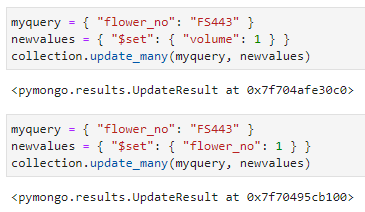 myquery = { "flower_no": "FS443" }
newvalues = { "$set": { "volume": 1 } }
collection.update_many(myquery, newvalues)
<pymongo.results.UpdateResult at 0x7f704afe30c0>
myquery = { "flower_no": "FS443" }
newvalues = { "$set": { "flower_no": 1 } }
collection.update_many(myquery, newvalues)
<pymongo.results.UpdateResult at 0x7f70495cb100>